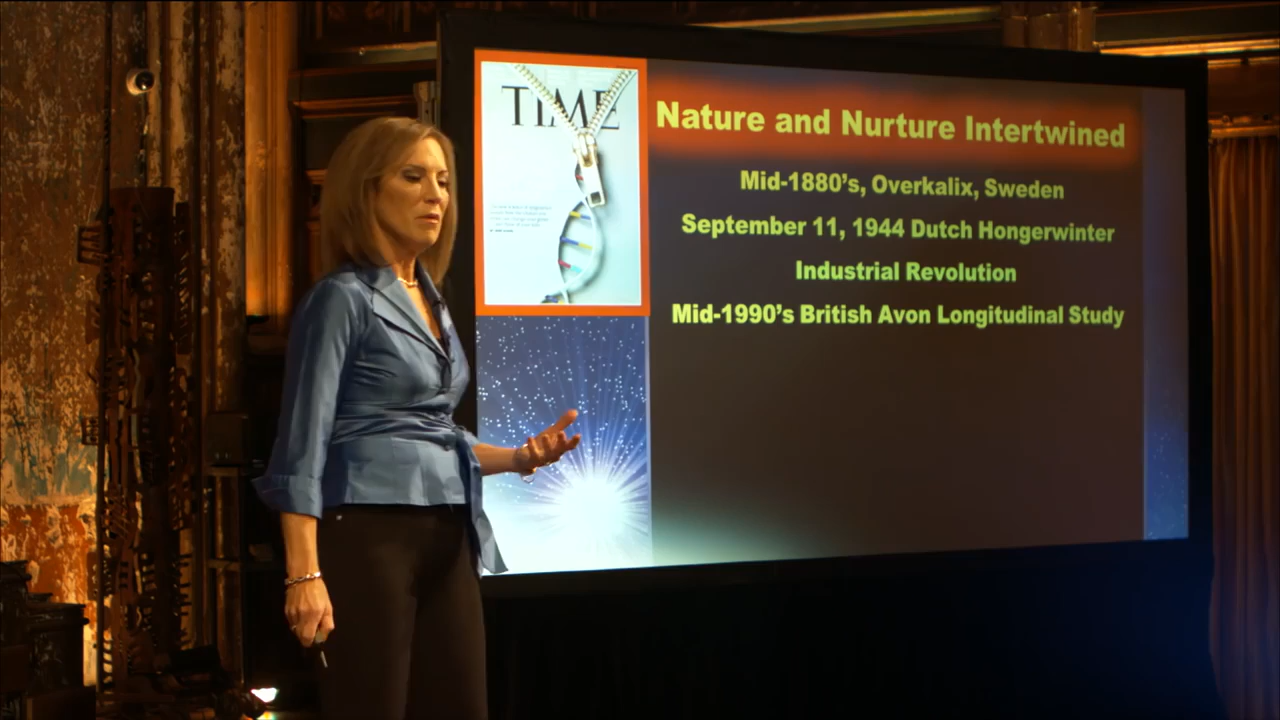 TIME
Nature and Nurture Intertwined
Mid-1880's, Overkalix, Sweden
September 11, 1944 Dutch Hongerwinter
Industrial Revolution
Mid-1990's British Avon Longitudinal Study